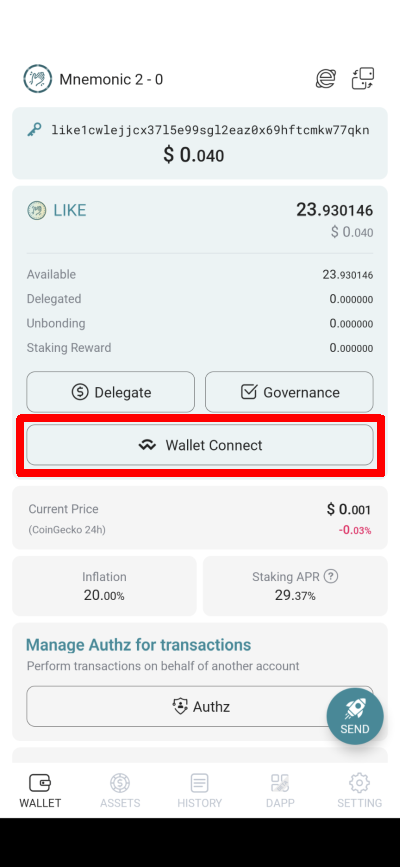 Mnemonic 2 - 0
like1cwlejjcx37l5e99sgl2eaz0x69hftcmkw77qkn
$ 0.040
LIKE 23.930146
$ 0.040
Available 23.930146
Delegated 0.000000
Unbonding 0.000000
Staking Reward 0.000000
Delegate Governance
Wallet Connect
Current Price $ 0.001
(CoinGecko 24h) -0.03%
Inflation Staking APR ?
20.00% 29.37%
Manage Authz for transactions
Perform transactions on behalf of another account
Authz
SEND
WALLET ASSETS HISTORY DAPP SETTING